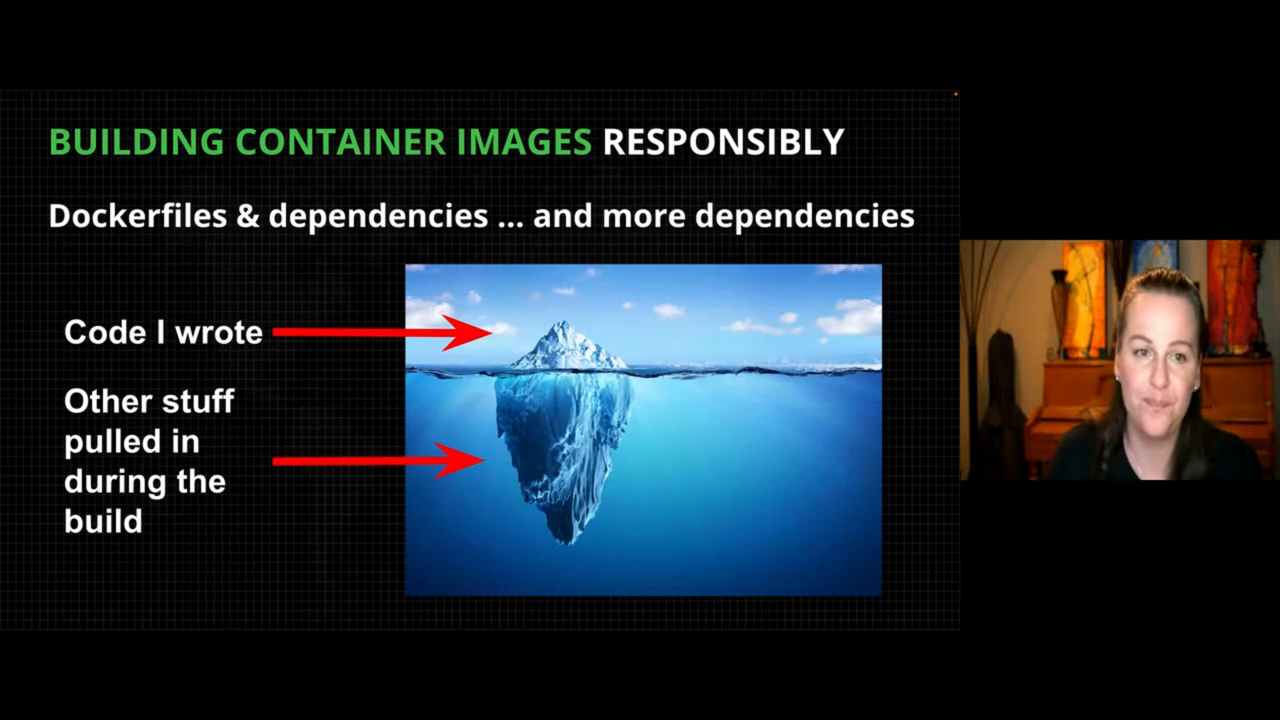 BUILDING CONTAINER IMAGES RESPONSIBLY
Dockerfiles & dependencies ... and more dependencies
Code I wrote
Other stuff
pulled in
during the
build